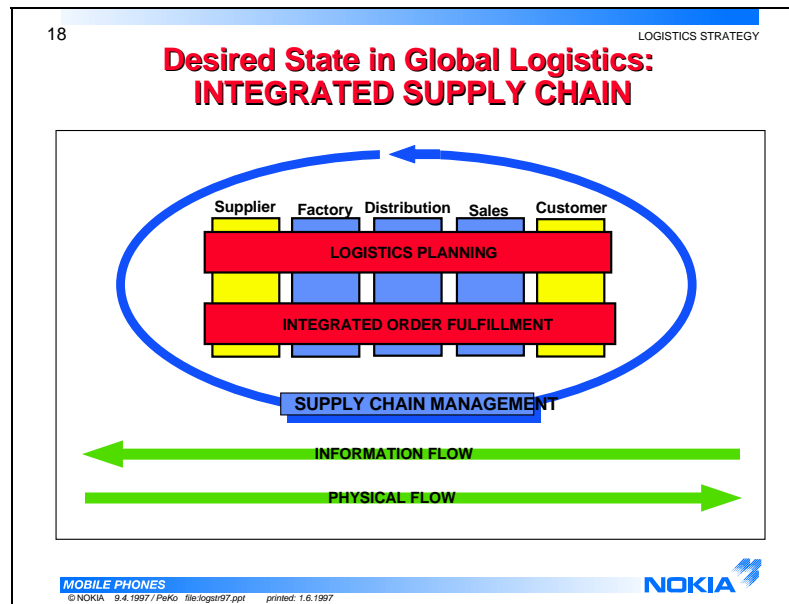 18
LOGISTICS STRATEGY
Desired State in Global Logistics:
INTEGRATED SUPPLY CHAIN
Supplier Factory Distribution Sales Customer
LOGISTICS PLANNING
INTEGRATED ORDER FULFILLMENT
SUPPLY CHAIN MANAGEMENT
INFORMATION FLOW
PHYSICAL FLOW
MOBILE PHONES
© NOKIA 9.4.1997 / PeKo file:logstr97.ppt printed: 1.6.1997
NOKIA